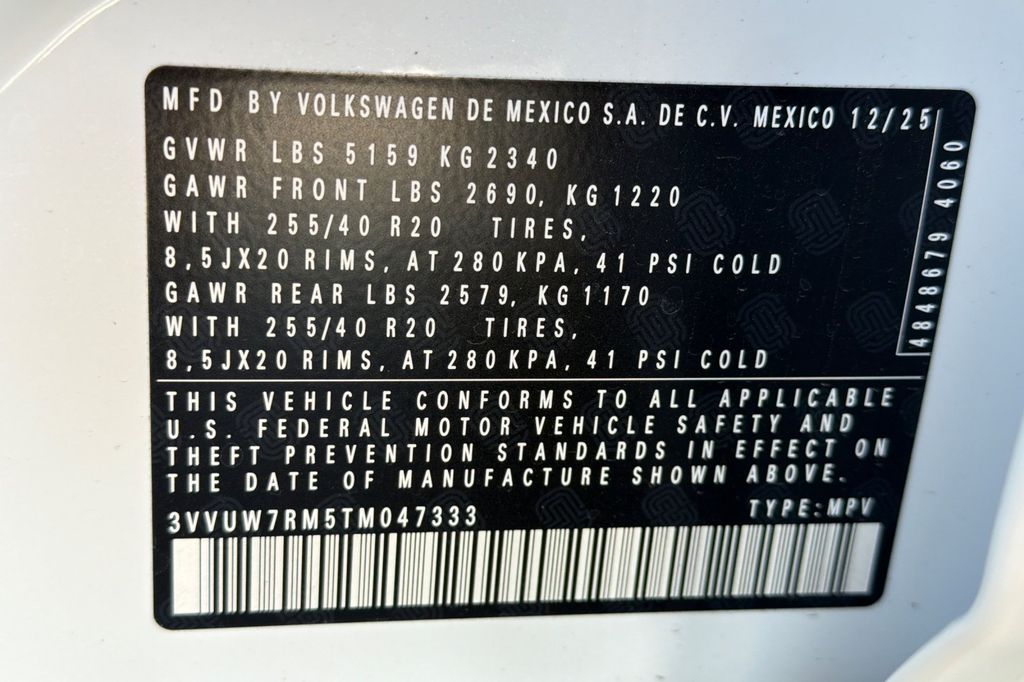 MFD BY VOLKSWAGEN DE MEXICO S.A. DE C.V. MEXICO 12/25
GVWR LBS 5159 KG 2340
GAWR FRONT LBS 2690, KG 1220
WITH 255/40 R20 TIRES,
8,5JX20 RIMS, AT 280 KPA, 41 PSI COLD
GAWR REAR LBS 2579, KG 1170
WITH 255/40 R20 TIRES,
8,5JX20 RIMS, AT 280 KPA, 41 PSI COLD
4848679 4060
THIS VEHICLE CONFORMS TO ALL APPLICABLE
U.S. FEDERAL MOTOR VEHICLE SAFETY AND
THEFT PREVENTION STANDARDS IN EFFECT ON
THE DATE OF MANUFACTURE SHOWN ABOVE.
3VVUW7RM5TM047333 TYPE:MPV